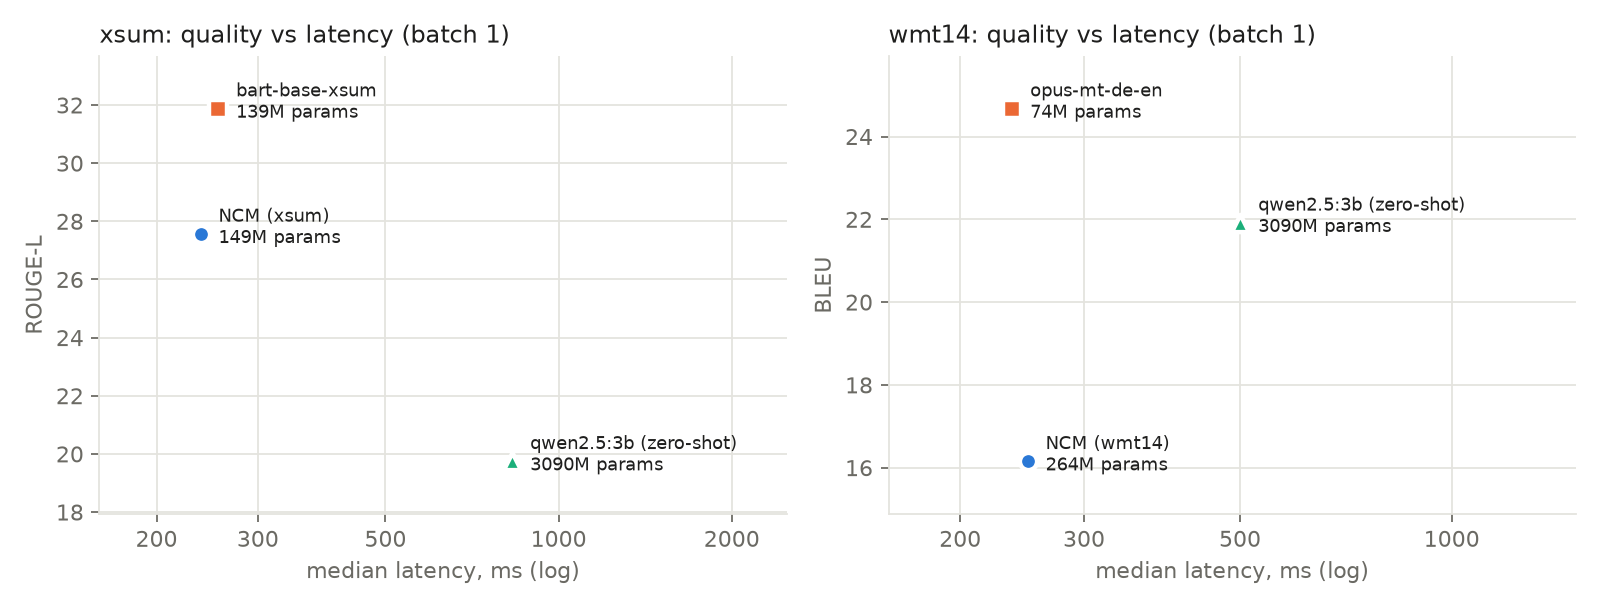 xsum: quality vs latency (batch 1)
ROUGE-L
32
30
28
26
24
22
20
18
bart-base-xsum
139M params
NCM (xsum)
149M params
qwen2.5:3b (zero-shot)
3090M params
200
300
500
1000
2000
median latency, ms (log)
wmt14: quality vs latency (batch 1)
BLEU
24
22
20
18
16
opus-mt-de-en
74M params
qwen2.5:3b (zero-shot)
3090M params
NCM (wmt14)
264M params
200
300
500
1000
median latency, ms (log)